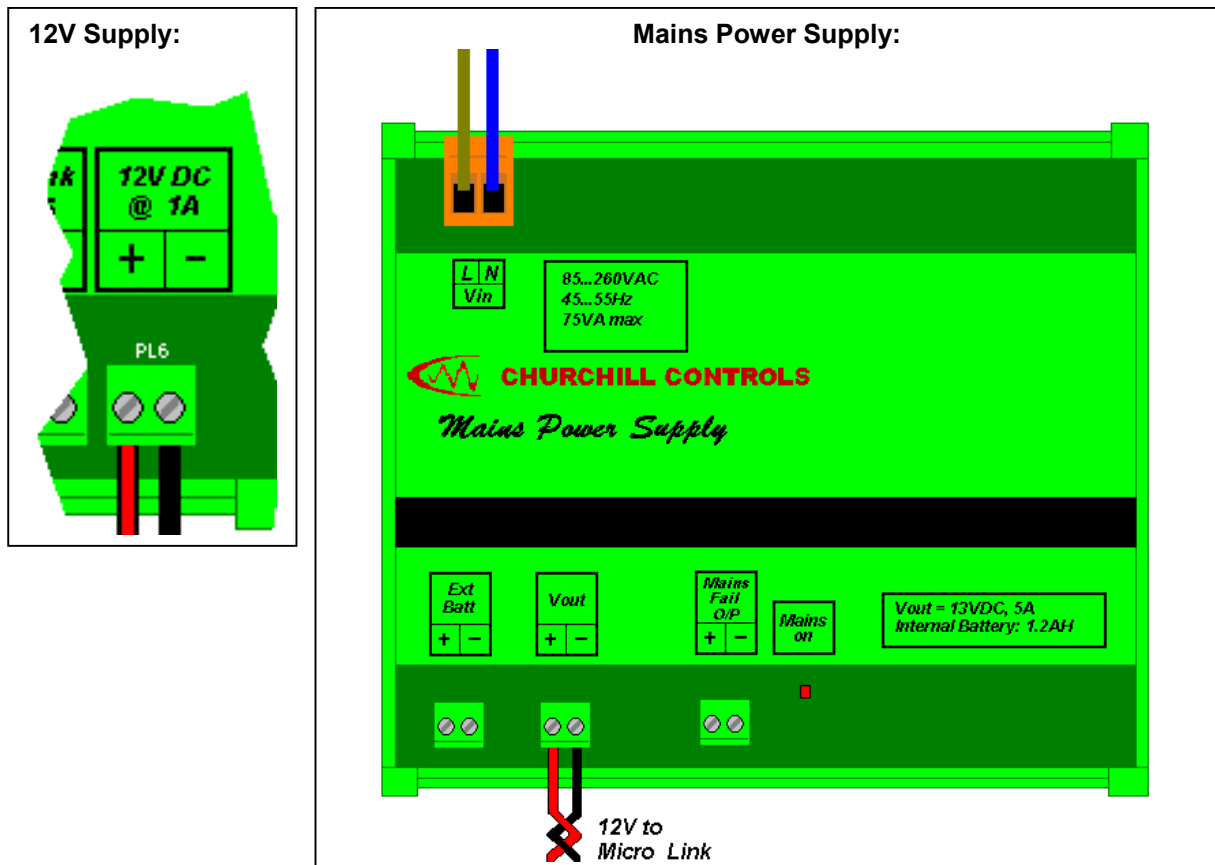 12V Supply:
12V DC
@ 1A
+ −
PL6
Mains Power Supply:
L N
Vin
85...260VAC
45...55Hz
75VA max
CHURCHILL CONTROLS
Mains Power Supply
Ext
Batt
+ −
Vout
+ −
Mains
Fail
O/P
+ −
Mains
on
Vout = 13VDC, 5A
Internal Battery: 1.2AH
12V to
Micro Link